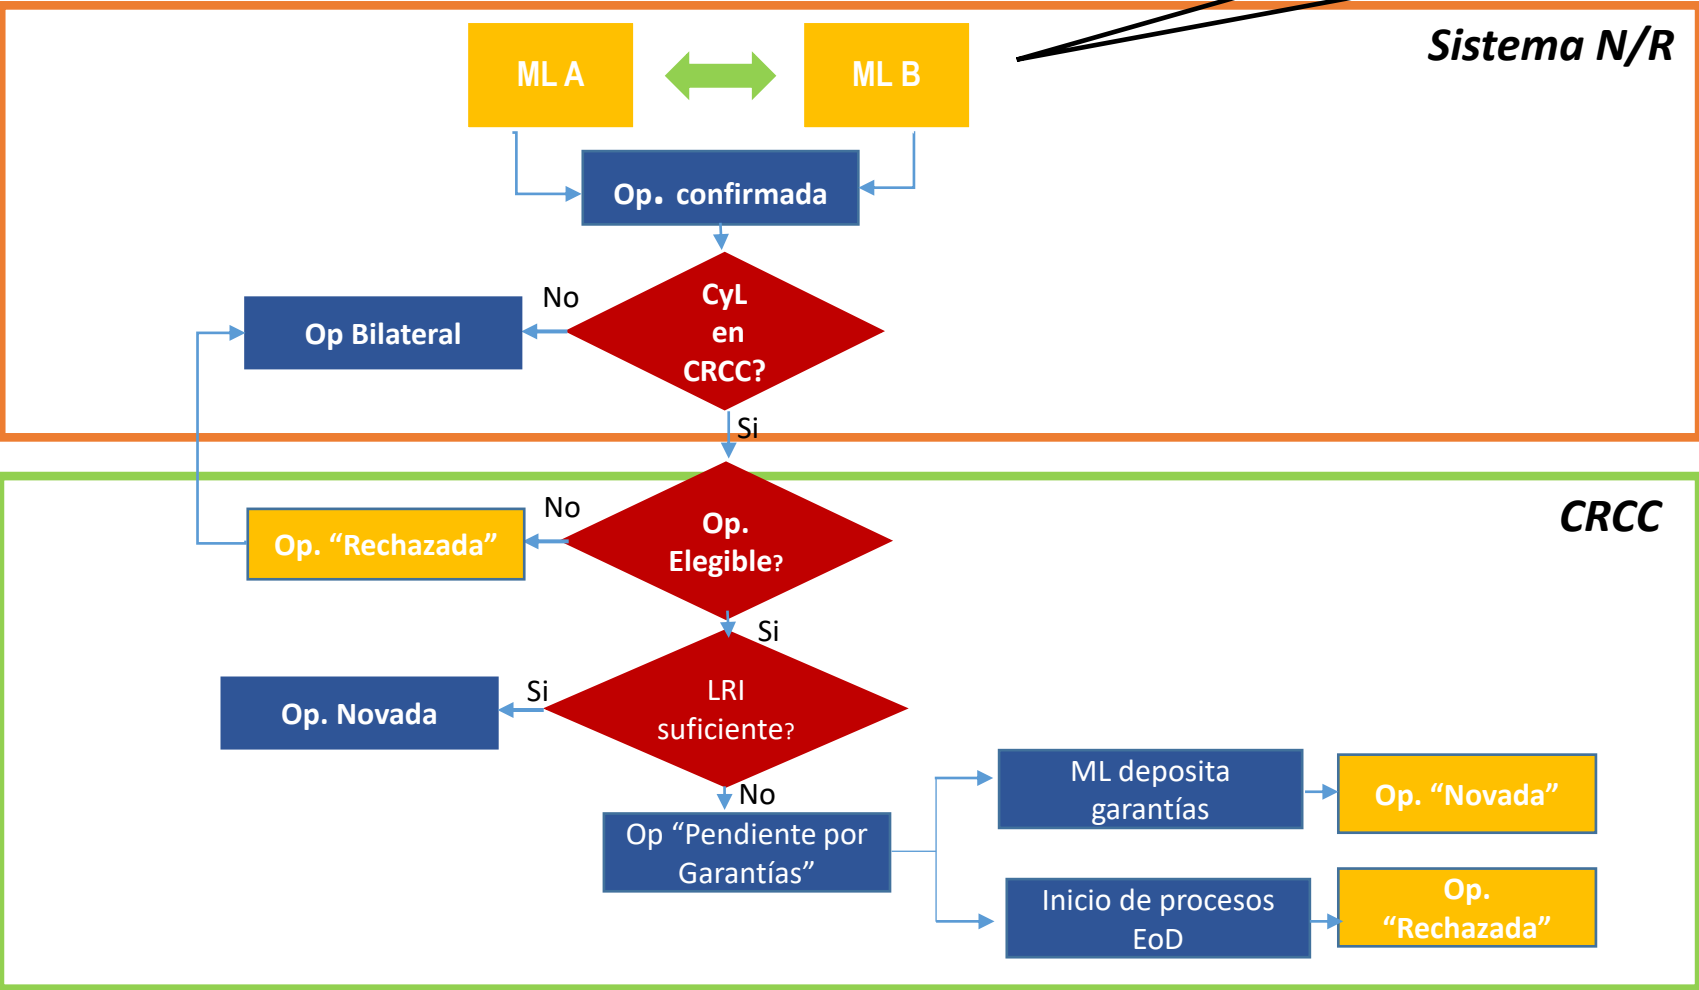 Sistema N/R
ML A
ML B
Op. confirmada
CyL
en
CRCC?
No
Op Bilateral
Si
CRCC
Op.
Elegible?
No
Op. “Rechazada”
Si
LRI
suficiente?
Si
Op. Novada
No
Op “Pendiente por
Garantías”
ML deposita
garantías
Op. “Novada”
Inicio de procesos
EoD
Op.
“Rechazada”